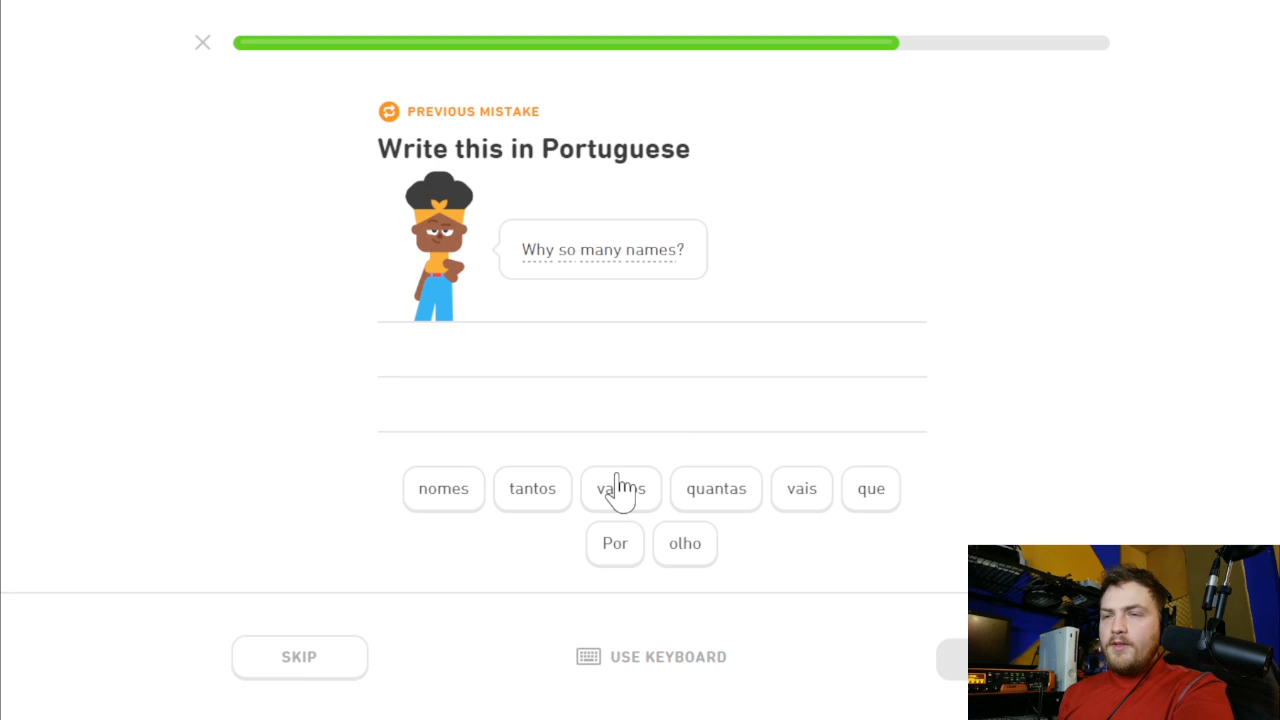 PREVIOUS MISTAKE
Write this in Portuguese
Why so many names?
nomes tantos quantas vais que
Por olho
SKIP USE KEYBOARD